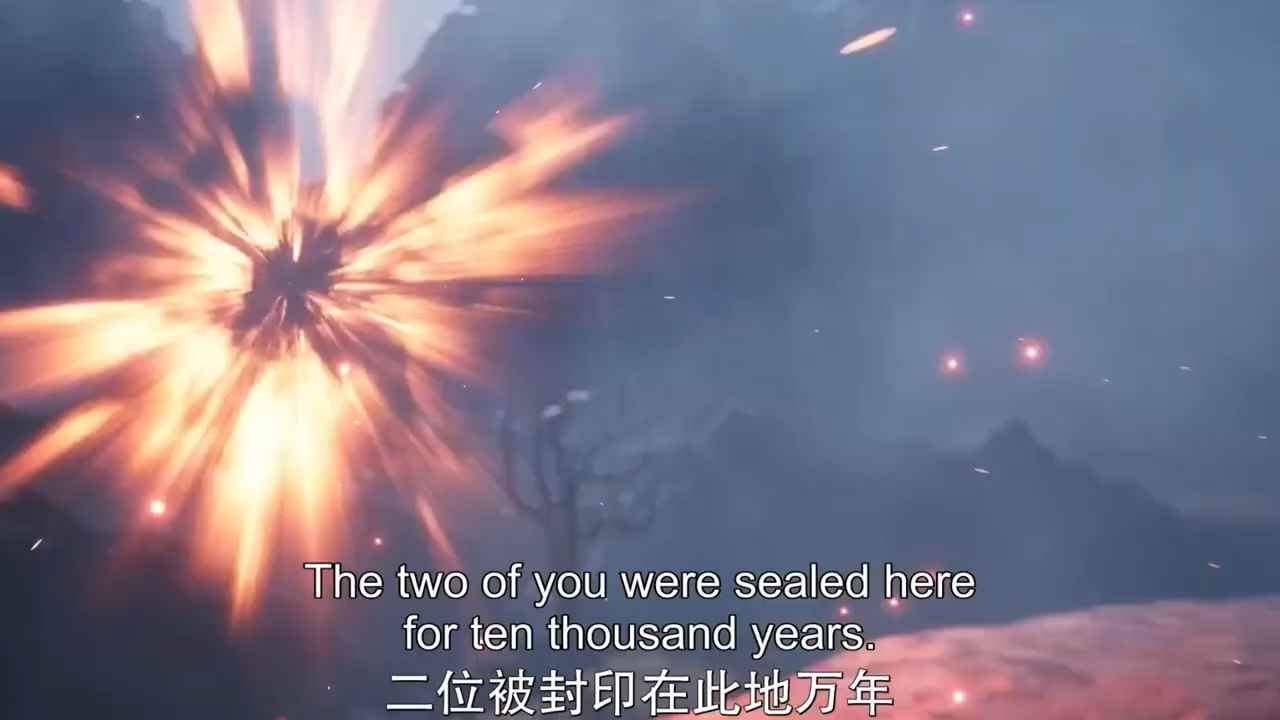 The two of you were sealed here
for ten thousand years.
二位被封印在此地万年